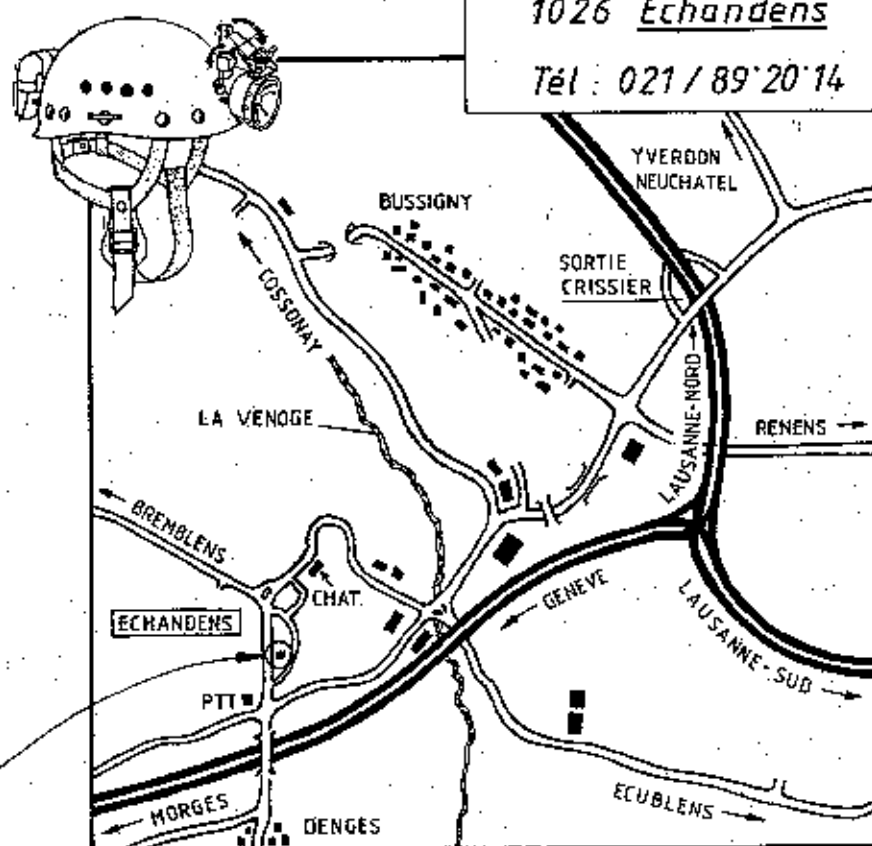 1026 Echandens
Tél : 021 / 89'20'14
YVERDON
NEUCHATEL
BUSSIGNY
SORTIE
CRISSIER
COSSONAY
LA VENOGE
LAUSANNE-NORD
RENENS
BREMBLENS
CHAT.
GENEVE
ECHANDENS
LAUSANNE-SUD
PTT
ECUBLENS
MORGES
DENGES